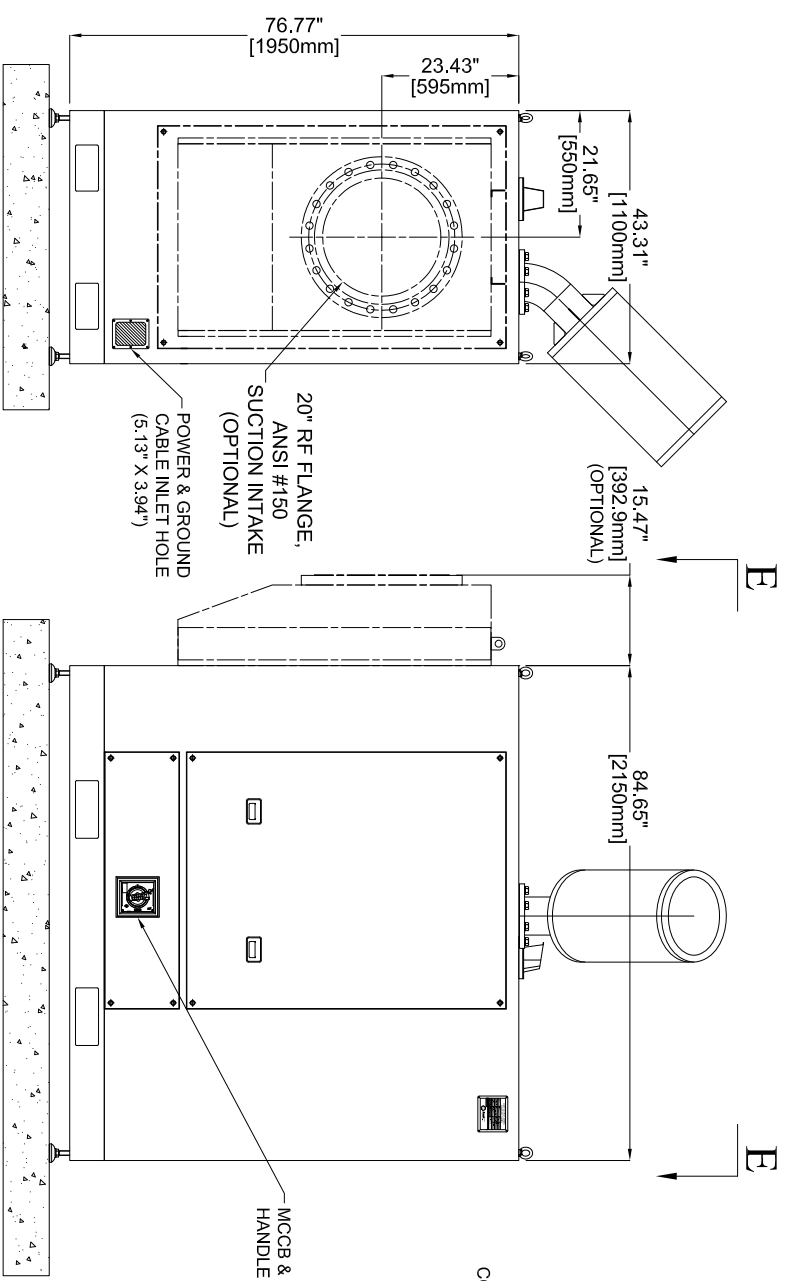 76.77"
[1950mm]
23.43"
[595mm]
43.31"
[1100mm]
21.65"
[550mm]
20" RF FLANGE,
ANSI #150
SUCTION INTAKE
(OPTIONAL)
POWER & GROUND
CABLE INLET HOLE
(5.13" X 3.94")
15.47"
[392.9mm]
(OPTIONAL)
E
E
84.65"
[2150mm]
MCCB &
HANDLE